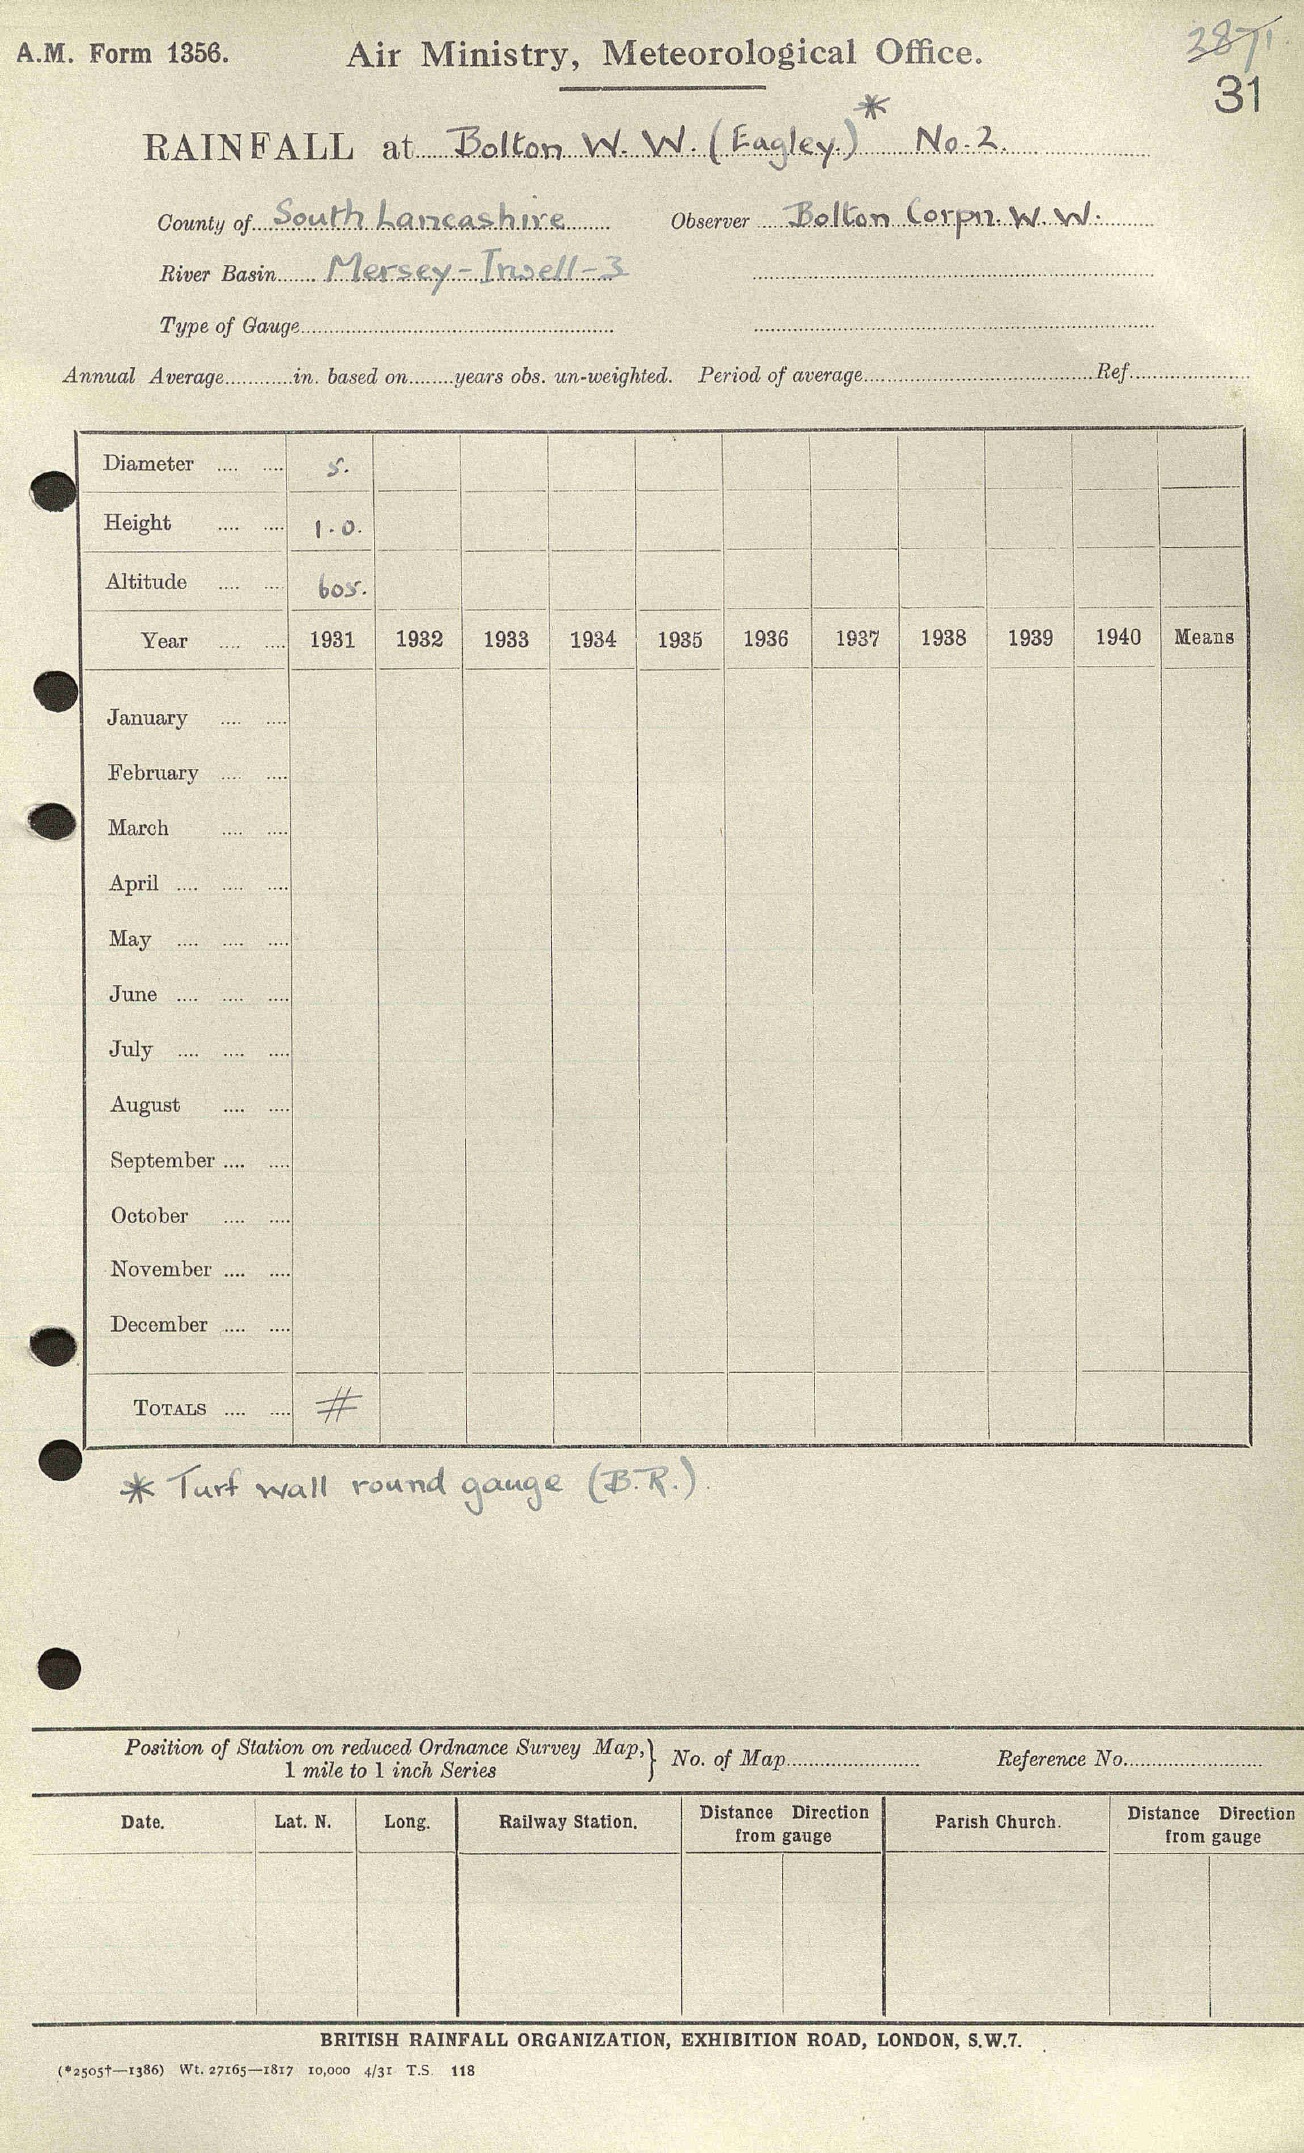 A.M. Form 1356. Air Ministry, Meteorological Office. 2871
31
RAINFALL at Bolton W. W. (Eagley.)* No. 2.
County of South Lancashire Observer Bolton Corpn. W. W.
River Basin Mersey-Irwell-3
Type of Gauge
Annual Average in. based on years obs. un-weighted. Period of average Ref.
Diameter 5.
Height 1.0.
Altitude 605.
Year 1931 1932 1933 1934 1935 1936 1937 1938 1939 1940 Means
January
February
March
April
May
June
July
August
September
October
November
December
TOTALS #
* Turf wall round gauge (B.R.).
Position of Station on reduced Ordnance Survey Map, } No. of Map Reference No.
1 mile to 1 inch Series
Date. Lat. N. Long. Railway Station. Distance Direction Parish Church. Distance Direction
from gauge from gauge
BRITISH RAINFALL ORGANIZATION, EXHIBITION ROAD, LONDON, S.W.7.
(*2505†—1386) Wt. 27165—1817 10,000 4/31 T.S. 118